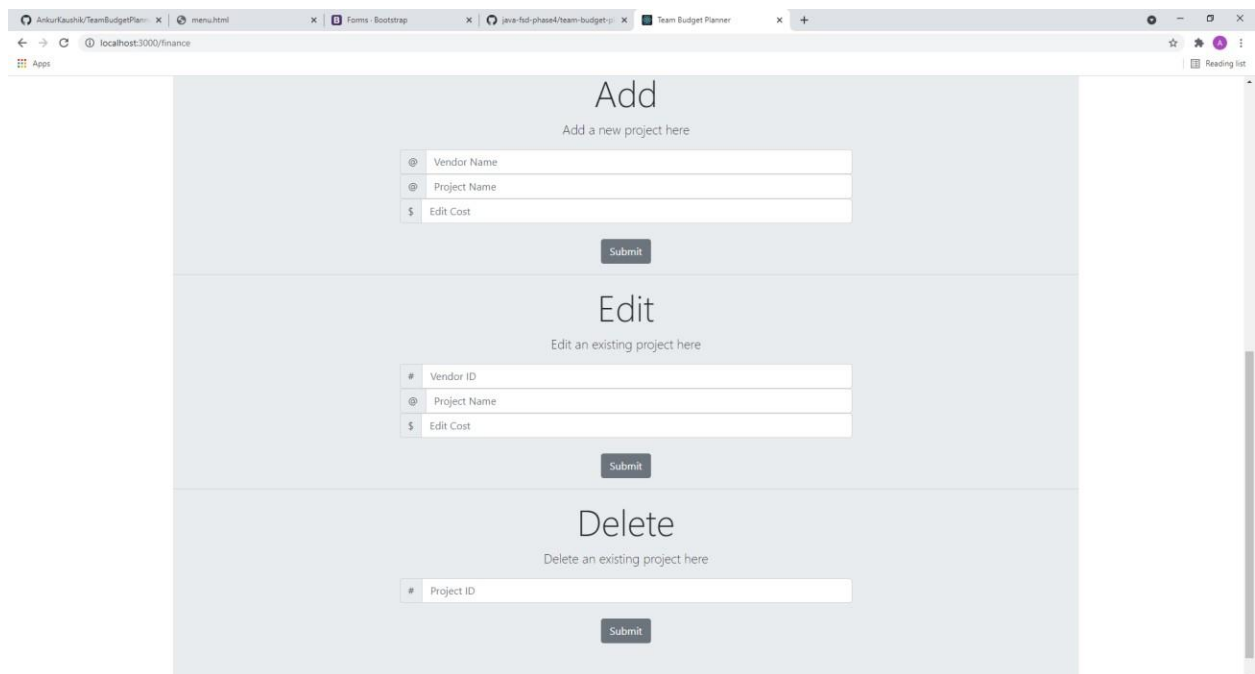 AnkurKaushik/TeamBudgetPlann
menu.html
Forms · Bootstrap
java-fsd-phase4/team-budget-pl
Team Budget Planner
localhost:3000/finance
A
Apps
Reading list
Add
Add a new project here
@ Vendor Name
@ Project Name
$ Edit Cost
Submit
Edit
Edit an existing project here
# Vendor ID
@ Project Name
$ Edit Cost
Submit
Delete
Delete an existing project here
# Project ID
Submit